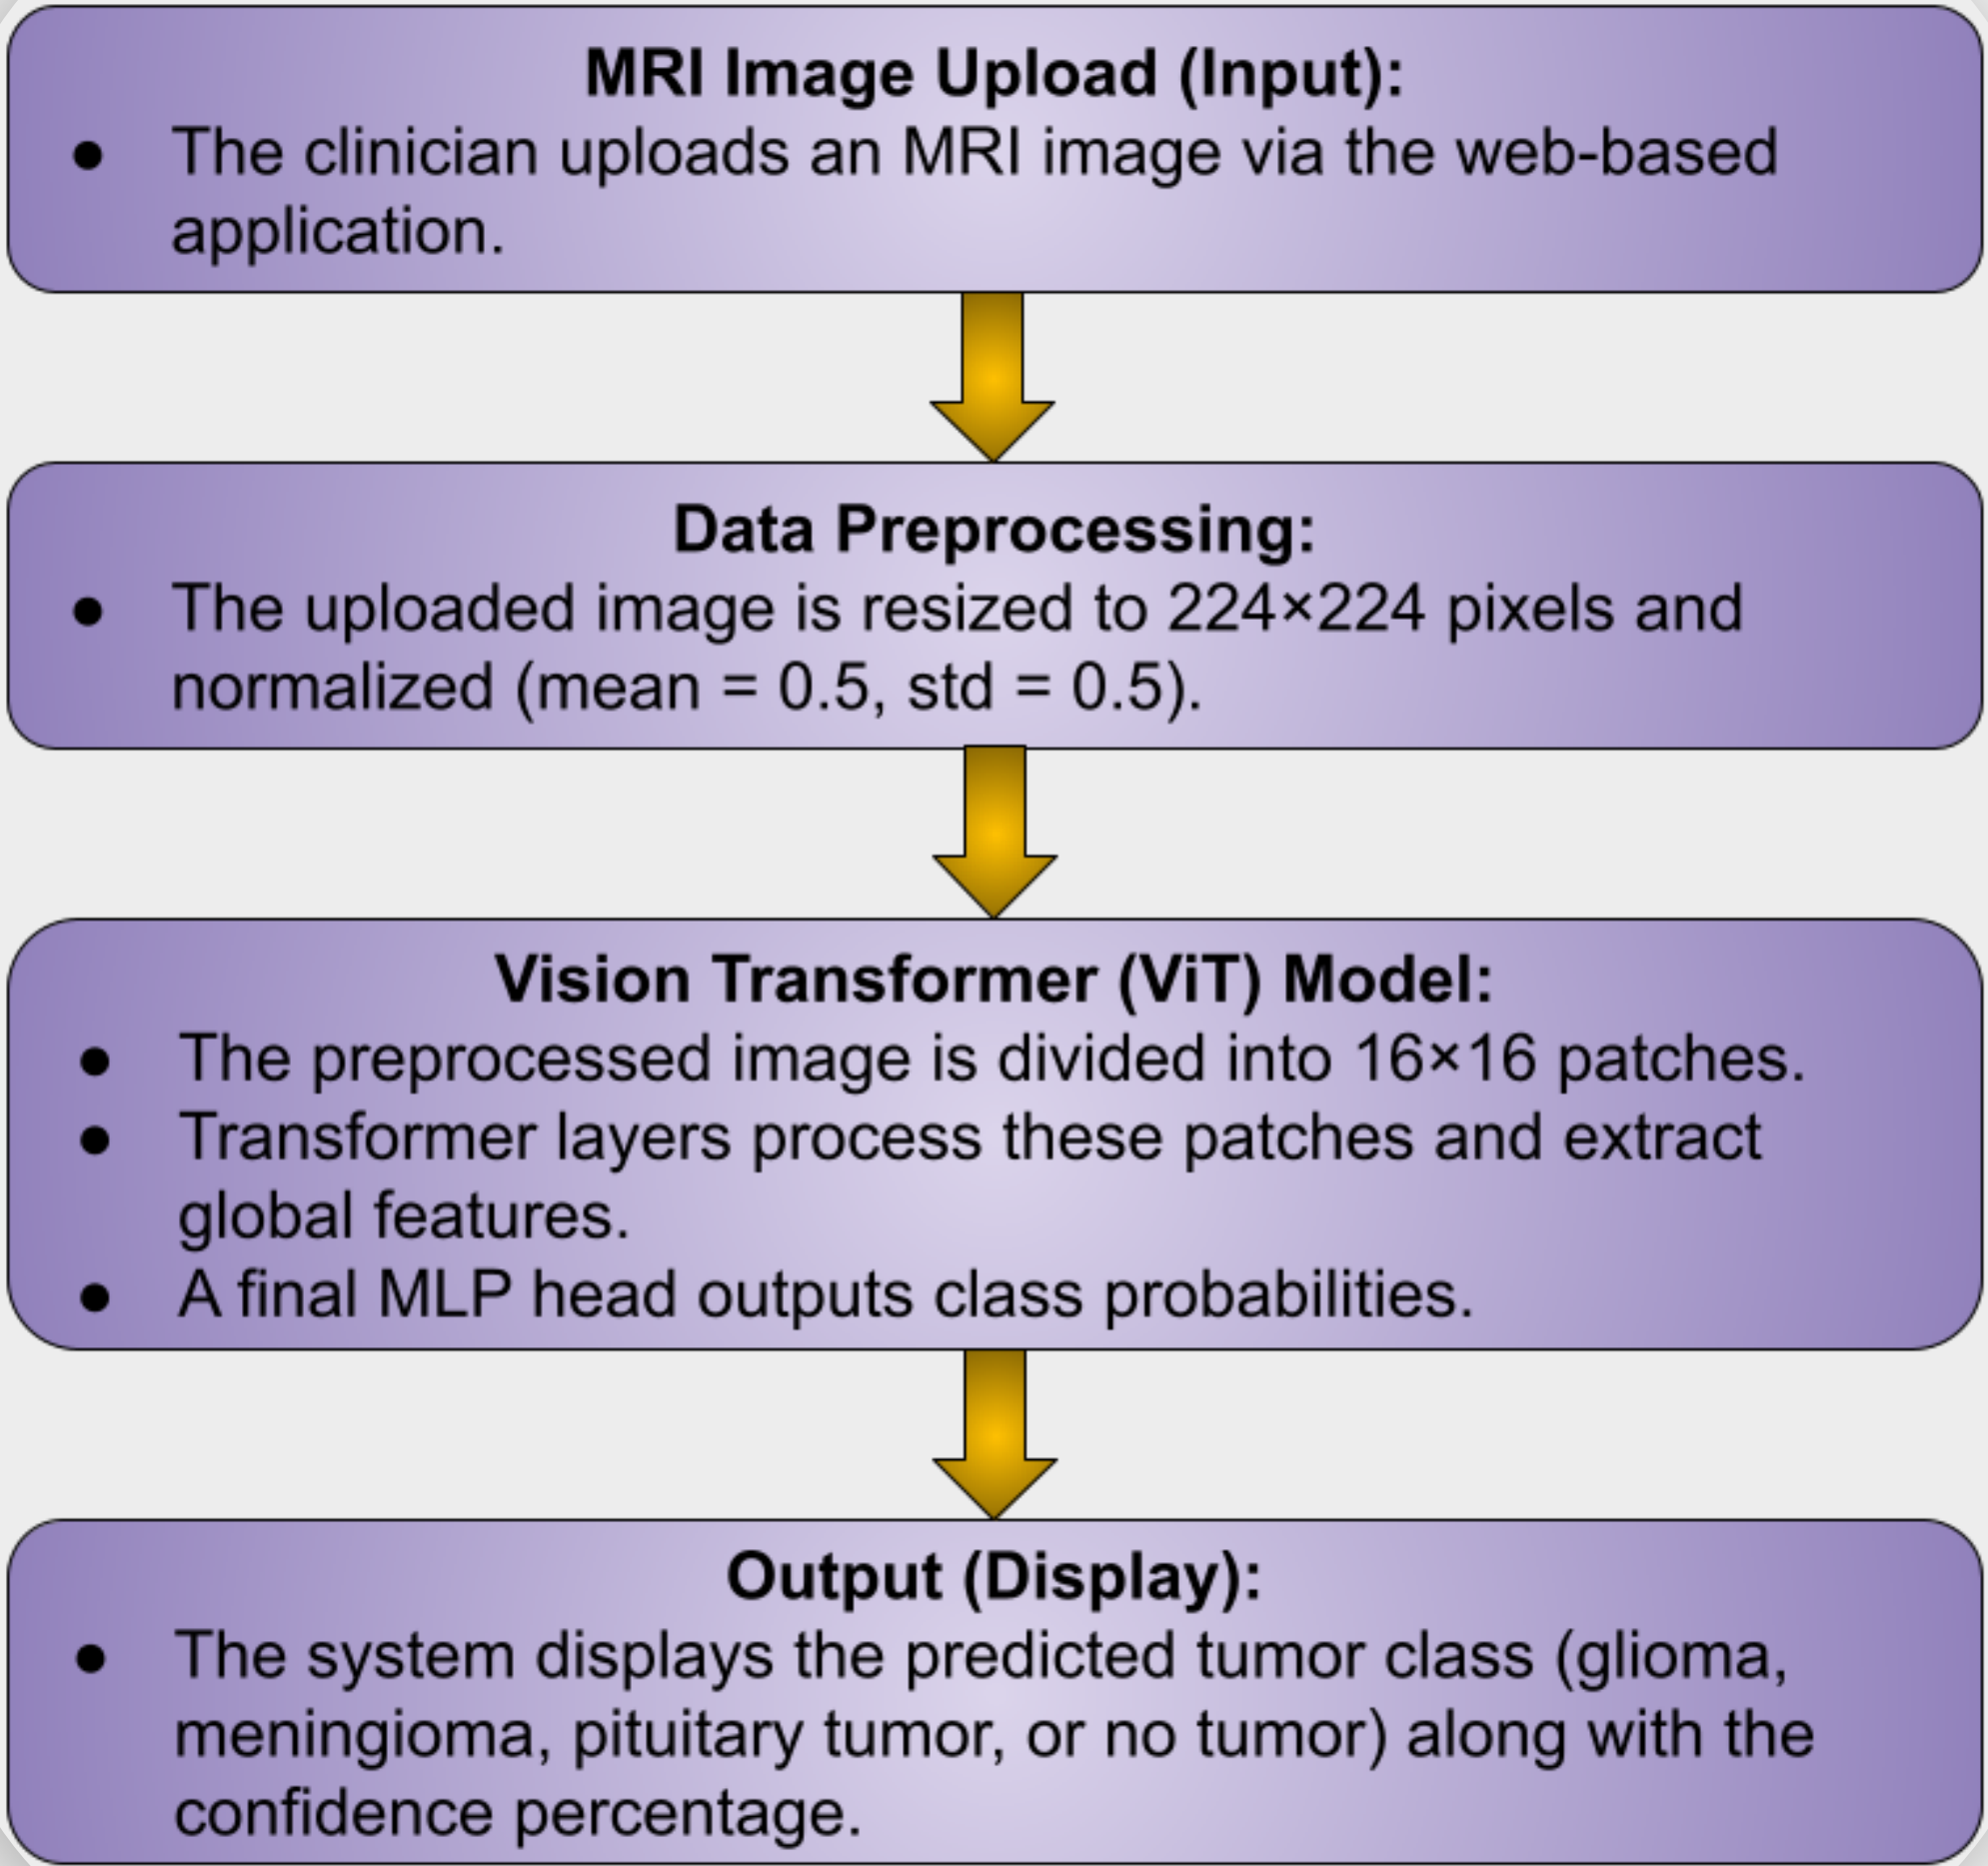 MRI Image Upload (Input):
● The clinician uploads an MRI image via the web-based
application.
Data Preprocessing:
● The uploaded image is resized to 224×224 pixels and
normalized (mean = 0.5, std = 0.5).
Vision Transformer (ViT) Model:
● The preprocessed image is divided into 16×16 patches.
● Transformer layers process these patches and extract
global features.
● A final MLP head outputs class probabilities.
Output (Display):
● The system displays the predicted tumor class (glioma,
meningioma, pituitary tumor, or no tumor) along with the
confidence percentage.